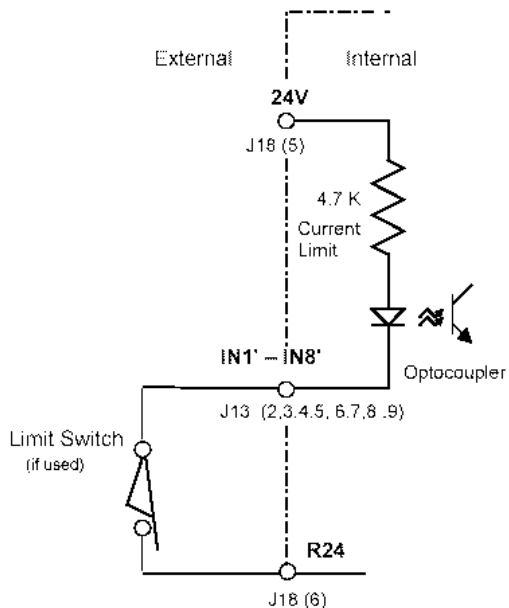 External
Internal
24V
J18 (5)
4.7 K
Current
Limit
IN1' – IN8'
Optocoupler
J13 (2,3.4.5, 6.7,8 .9)
Limit Switch
(if used)
R24
J18 (6)